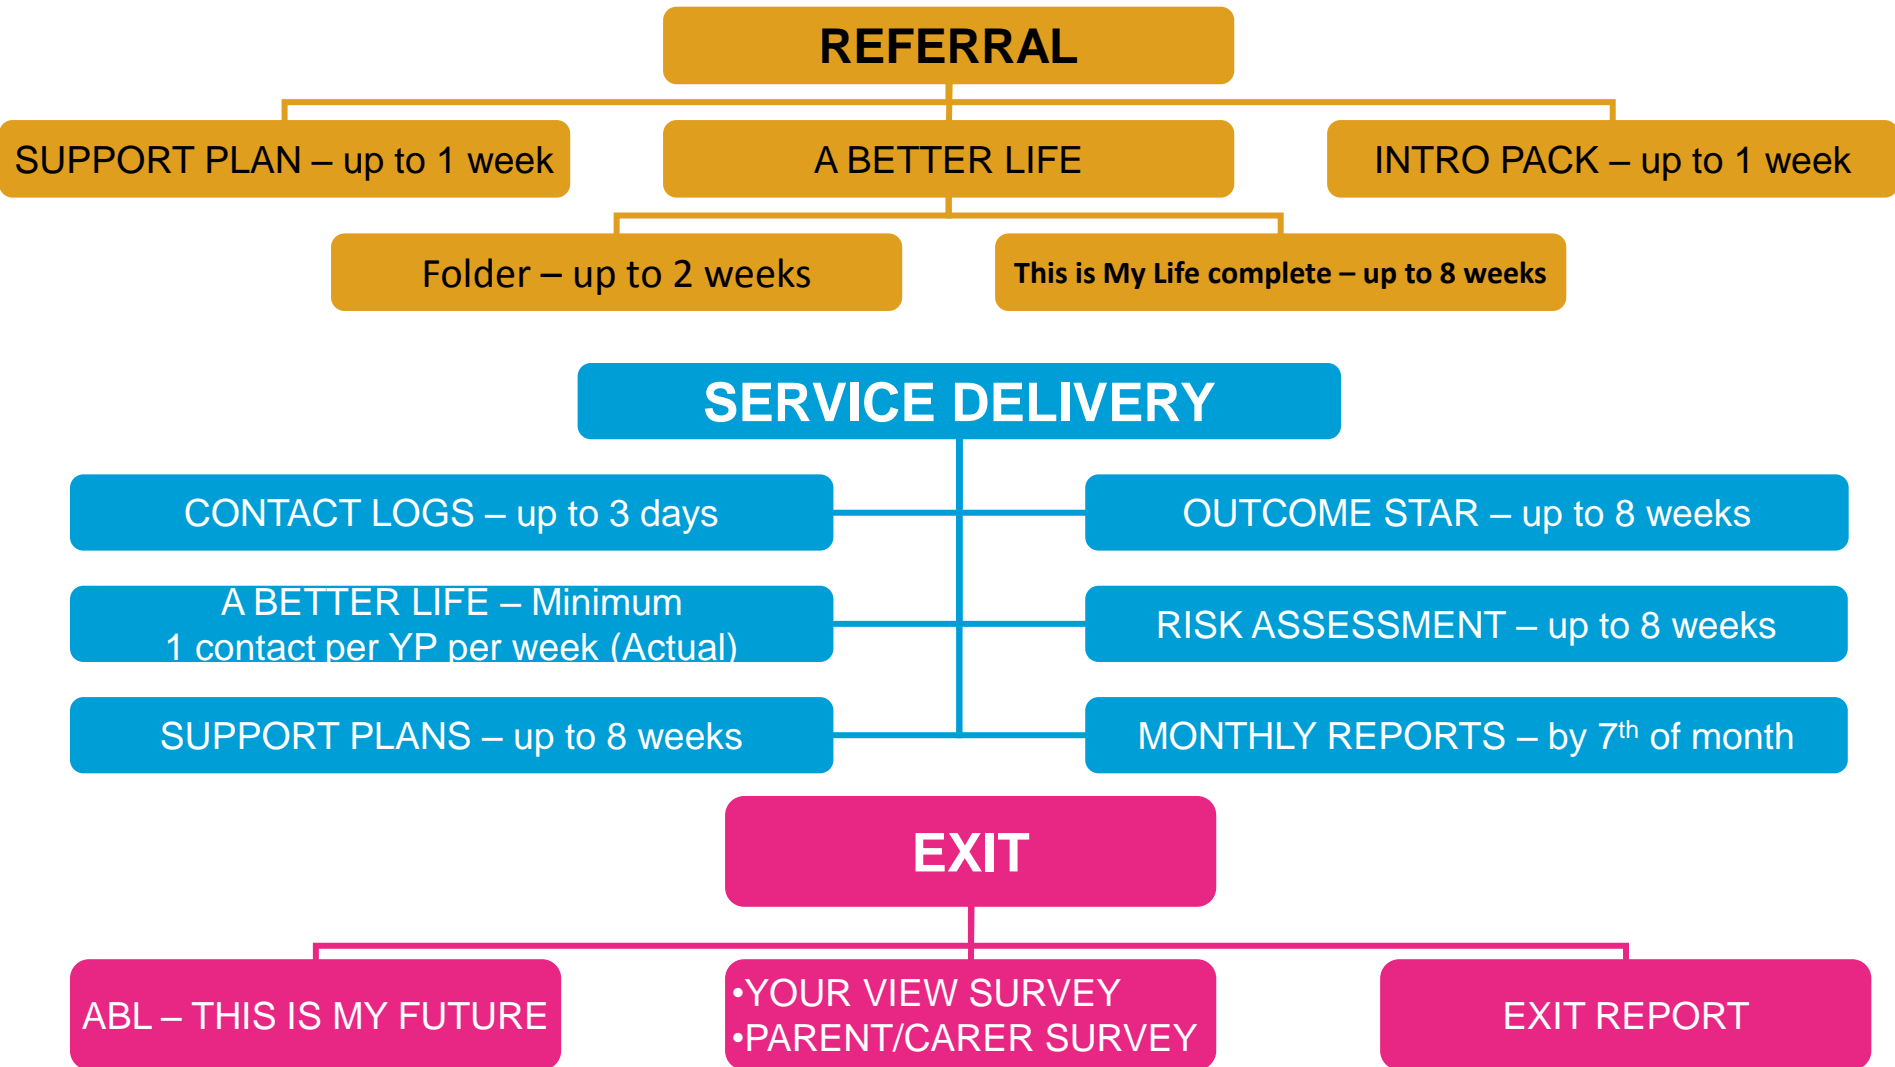 REFERRAL
SUPPORT PLAN – up to 1 week
A BETTER LIFE
INTRO PACK – up to 1 week
Folder – up to 2 weeks
This is My Life complete – up to 8 weeks
SERVICE DELIVERY
CONTACT LOGS – up to 3 days
OUTCOME STAR – up to 8 weeks
A BETTER LIFE – Minimum
1 contact per YP per week (Actual)
RISK ASSESSMENT – up to 8 weeks
SUPPORT PLANS – up to 8 weeks
MONTHLY REPORTS – by 7th of month
EXIT
ABL – THIS IS MY FUTURE
•YOUR VIEW SURVEY
•PARENT/CARER SURVEY
EXIT REPORT